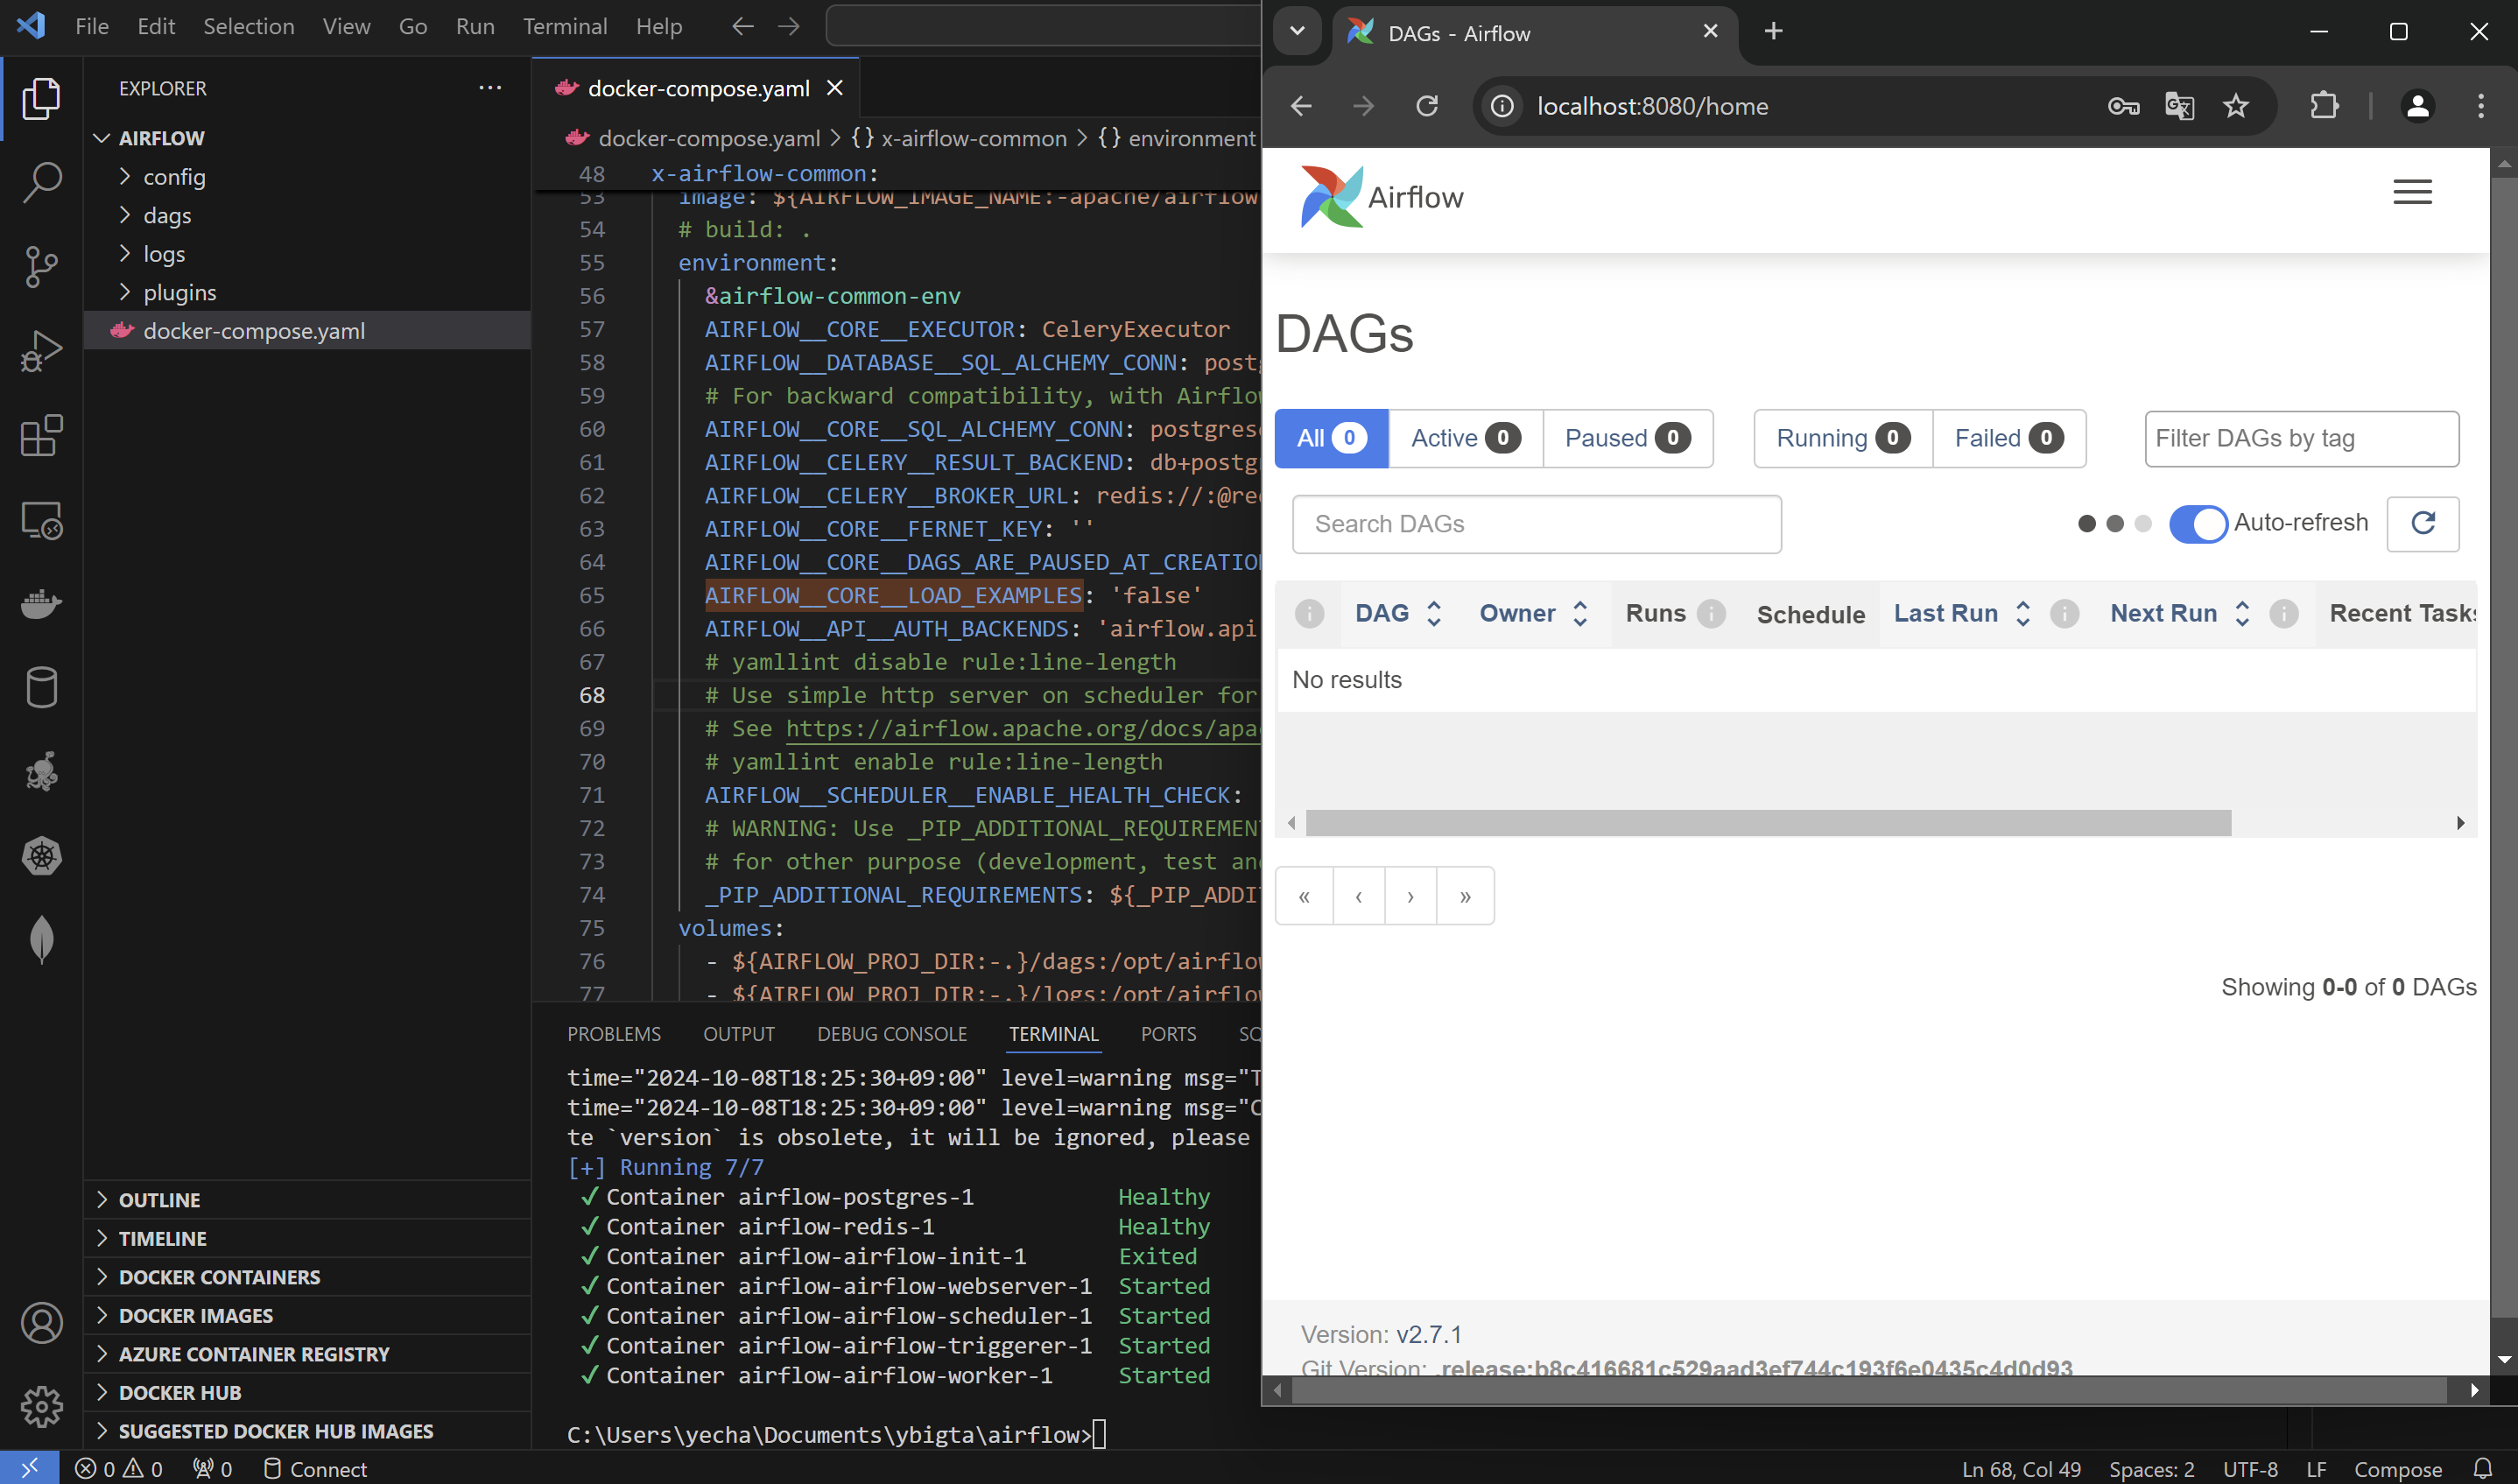 File Edit Selection View Go Run Terminal Help
EXPLORER
AIRFLOW
config
dags
logs
plugins
docker-compose.yaml
OUTLINE
TIMELINE
DOCKER CONTAINERS
DOCKER IMAGES
AZURE CONTAINER REGISTRY
DOCKER HUB
SUGGESTED DOCKER HUB IMAGES
docker-compose.yaml
docker-compose.yaml > {} x-airflow-common > {} environment
48 x-airflow-common:
53 image: ${AIRFLOW_IMAGE_NAME:-apache/airflow
54 # build: .
55 environment:
56 &airflow-common-env
57 AIRFLOW__CORE__EXECUTOR: CeleryExecutor
58 AIRFLOW__DATABASE__SQL_ALCHEMY_CONN: postg
59 # For backward compatibility, with Airflow
60 AIRFLOW__CORE__SQL_ALCHEMY_CONN: postgres
61 AIRFLOW__CELERY__RESULT_BACKEND: db+postg
62 AIRFLOW__CELERY__BROKER_URL: redis://:@re
63 AIRFLOW__CORE__FERNET_KEY: ''
64 AIRFLOW__CORE__DAGS_ARE_PAUSED_AT_CREATION
65 AIRFLOW__CORE__LOAD_EXAMPLES: 'false'
66 AIRFLOW__API__AUTH_BACKENDS: 'airflow.api
67 # yamllint disable rule:line-length
68 # Use simple http server on scheduler for
69 # See https://airflow.apache.org/docs/apa
70 # yamllint enable rule:line-length
71 AIRFLOW__SCHEDULER__ENABLE_HEALTH_CHECK:
72 # WARNING: Use _PIP_ADDITIONAL_REQUIREMEN
73 # for other purpose (development, test an
74 _PIP_ADDITIONAL_REQUIREMENTS: ${_PIP_ADDI
75 volumes:
76 - ${AIRFLOW_PROJ_DIR:-.}/dags:/opt/airflow
77 - ${AIRFLOW_PROJ_DIR:-.}/logs:/opt/airflow
PROBLEMS OUTPUT DEBUG CONSOLE TERMINAL PORTS SQ
time="2024-10-08T18:25:30+09:00" level=warning msg="T
time="2024-10-08T18:25:30+09:00" level=warning msg="C
te `version` is obsolete, it will be ignored, please
[+] Running 7/7
✓ Container airflow-postgres-1 Healthy
✓ Container airflow-redis-1 Healthy
✓ Container airflow-airflow-init-1 Exited
✓ Container airflow-airflow-webserver-1 Started
✓ Container airflow-airflow-scheduler-1 Started
✓ Container airflow-airflow-triggerer-1 Started
✓ Container airflow-airflow-worker-1 Started
C:\Users\yecha\Documents\ybigta\airflow>
DAGs - Airflow
localhost:8080/home
Airflow
DAGs
All 0 Active 0 Paused 0 Running 0 Failed 0 Filter DAGs by tag
Search DAGs Auto-refresh
DAG Owner Runs Schedule Last Run Next Run Recent Tasks
No results
« ‹ › »
Showing 0-0 of 0 DAGs
Version: v2.7.1
Git Version: .release:b8c416681c529aad3ef744c193f6e0435c4d0d93
0 0 0 Connect
Ln 68, Col 49 Spaces: 2 UTF-8 LF Compose